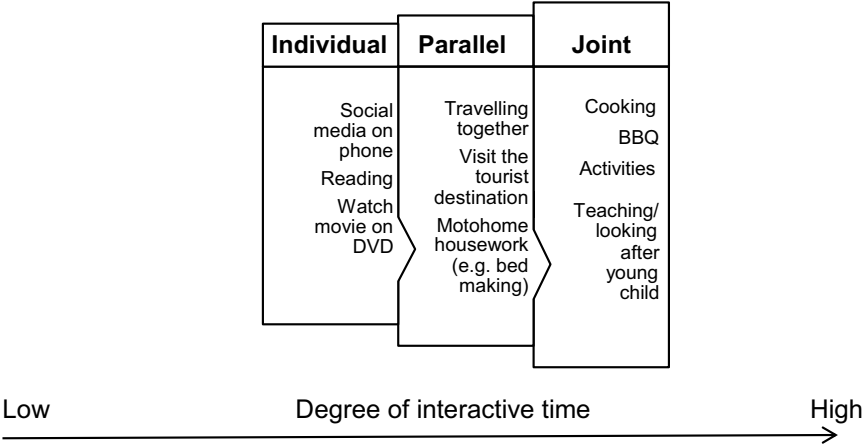 Individual
Parallel
Joint
Social
media on
phone
Reading
Watch
movie on
DVD
Travelling
together
Visit the
tourist
destination
Motohome
housework
(e.g. bed
making)
Cooking
BBQ
Activities
Teaching/
looking
after
young
child
Low
Degree of interactive time
High